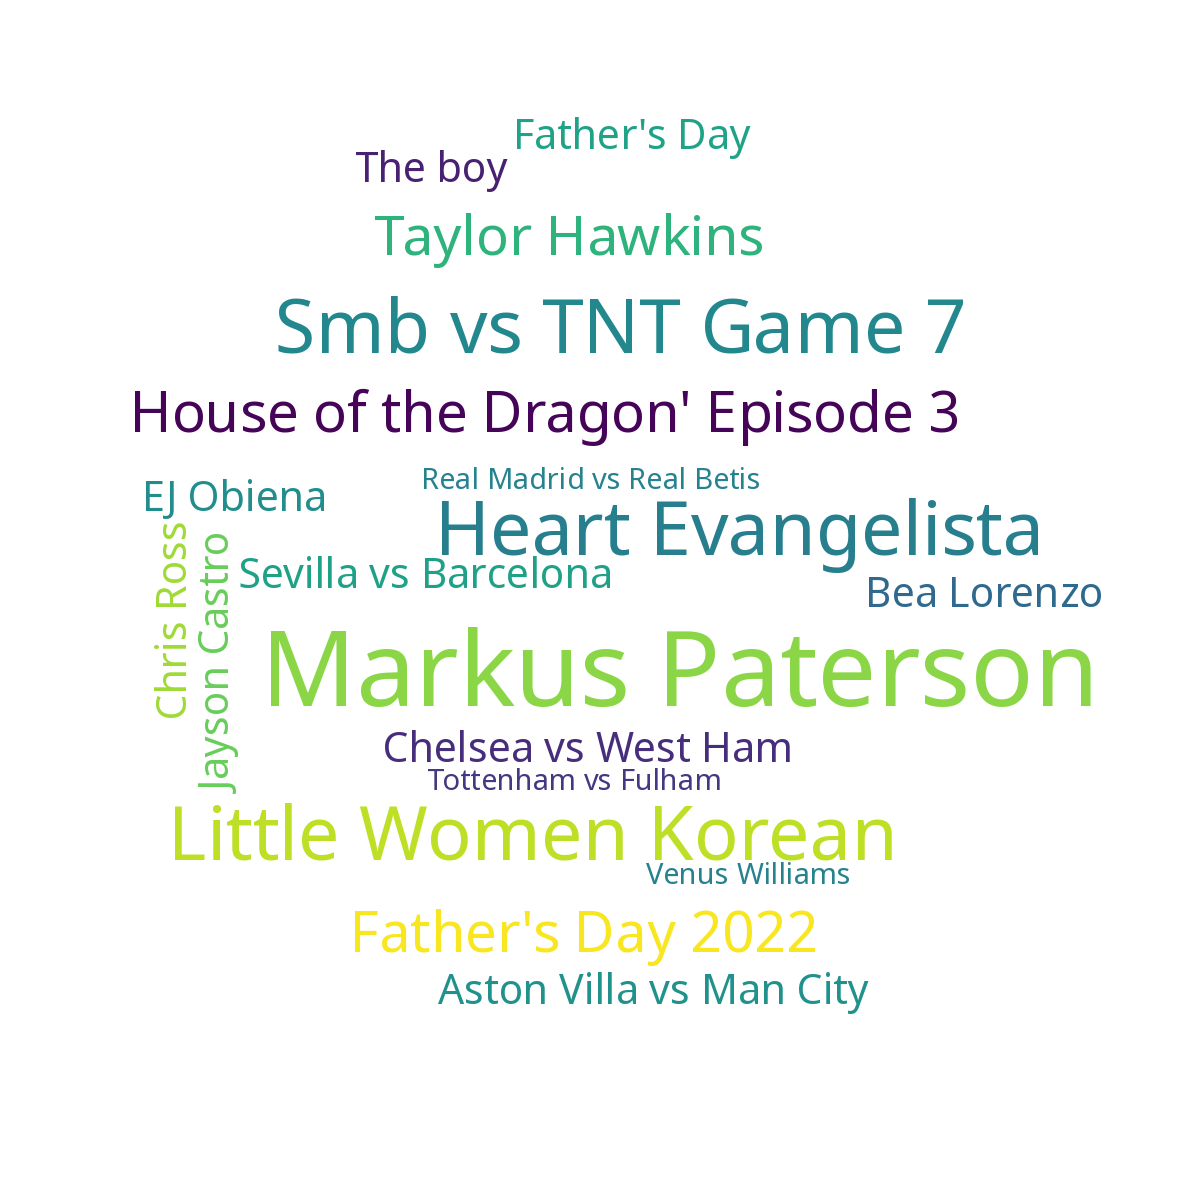 Father's Day
The boy
Taylor Hawkins
Smb vs TNT Game 7
House of the Dragon' Episode 3
Real Madrid vs Real Betis
EJ Obiena
Heart Evangelista
Sevilla vs Barcelona
Bea Lorenzo
Chris Ross
Jayson Castro
Markus Paterson
Chelsea vs West Ham
Tottenham vs Fulham
Little Women Korean
Venus Williams
Father's Day 2022
Aston Villa vs Man City